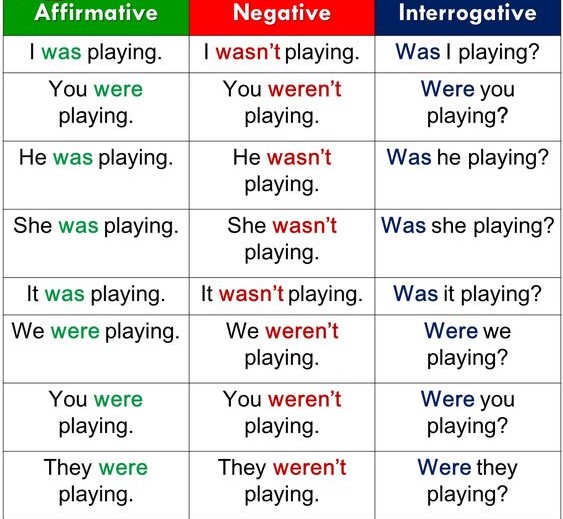 Affirmative Negative Interrogative
I was playing. I wasn't playing. Was I playing?
You were You weren't Were you
playing. playing. playing?
He was playing. He wasn't Was he playing?
playing.
She was playing. She wasn't Was she playing?
playing.
It was playing. It wasn't playing. Was it playing?
We were playing. We weren't Were we
playing. playing?
You were You weren't Were you
playing. playing. playing?
They were They weren't Were they
playing. playing. playing?